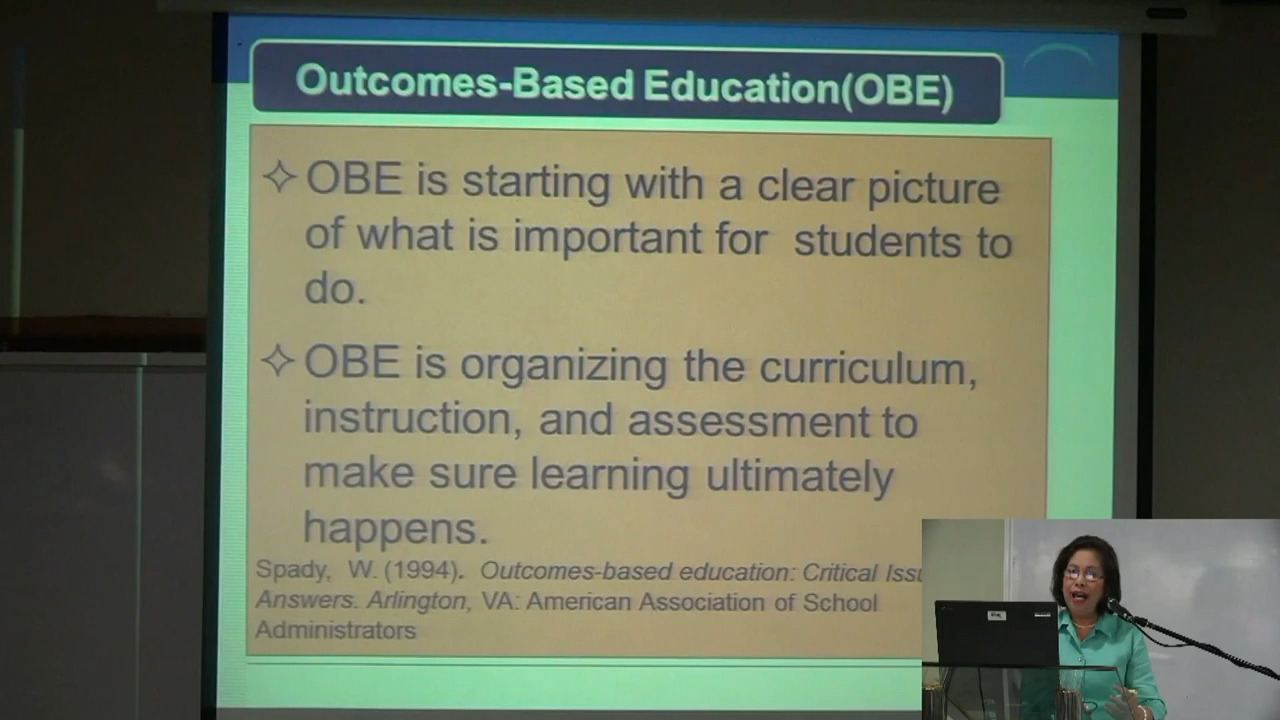 Outcomes-Based Education(OBE)
OBE is starting with a clear picture
of what is important for students to
do.
OBE is organizing the curriculum,
instruction, and assessment to
make sure learning ultimately
happens.
Spady, W. (1994). Outcomes-based education: Critical
Answers. Arlington, VA: American Association of School
Administrators